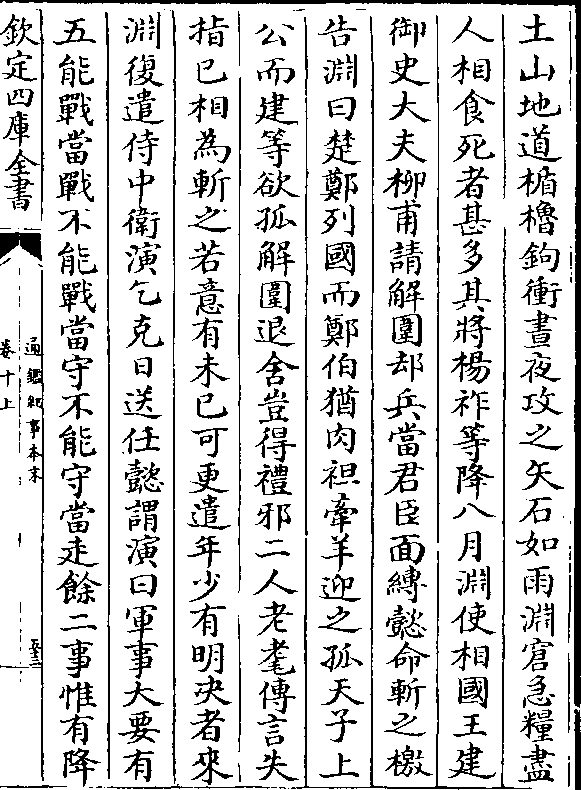 土山地道楯櫓鉤衝晝夜攻之矢石如雨淵窘急糧盡
人相食死者甚多其將楊祚等降八月淵使相國王建
御史大夫柳甫請解圍却兵當君臣面縛懿命斬之檄
告淵曰楚鄭列國而鄭伯猶肉袒牽羊迎之孤天子上
公而建等欲孤解圍退舍豈得禮邪二人老耄傳言失
指已相為斬之若意有未已可更遣年少有明决者來
淵復遣侍中衛演乞克日送任懿謂演曰軍事大要有
五能戰當戰不能戰當守不能守當走餘二事惟有降
欽定四庫全書
通鑑紀事本末
卷十上